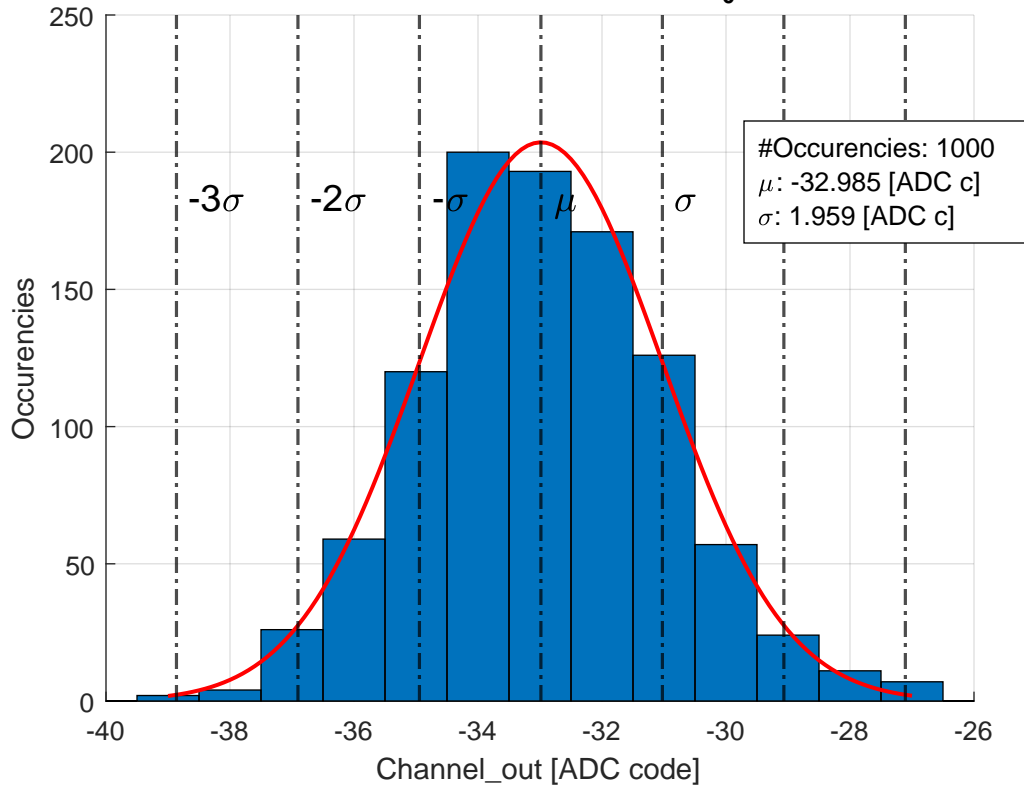 250
200
150
100
50
0
Occurencies
-3σ
-2σ
-σ
μ
σ
#Occurencies: 1000
μ: -32.985 [ADC c]
σ: 1.959 [ADC c]
-40
-38
-36
-34
-32
-30
-28
-26
Channel_out [ADC code]